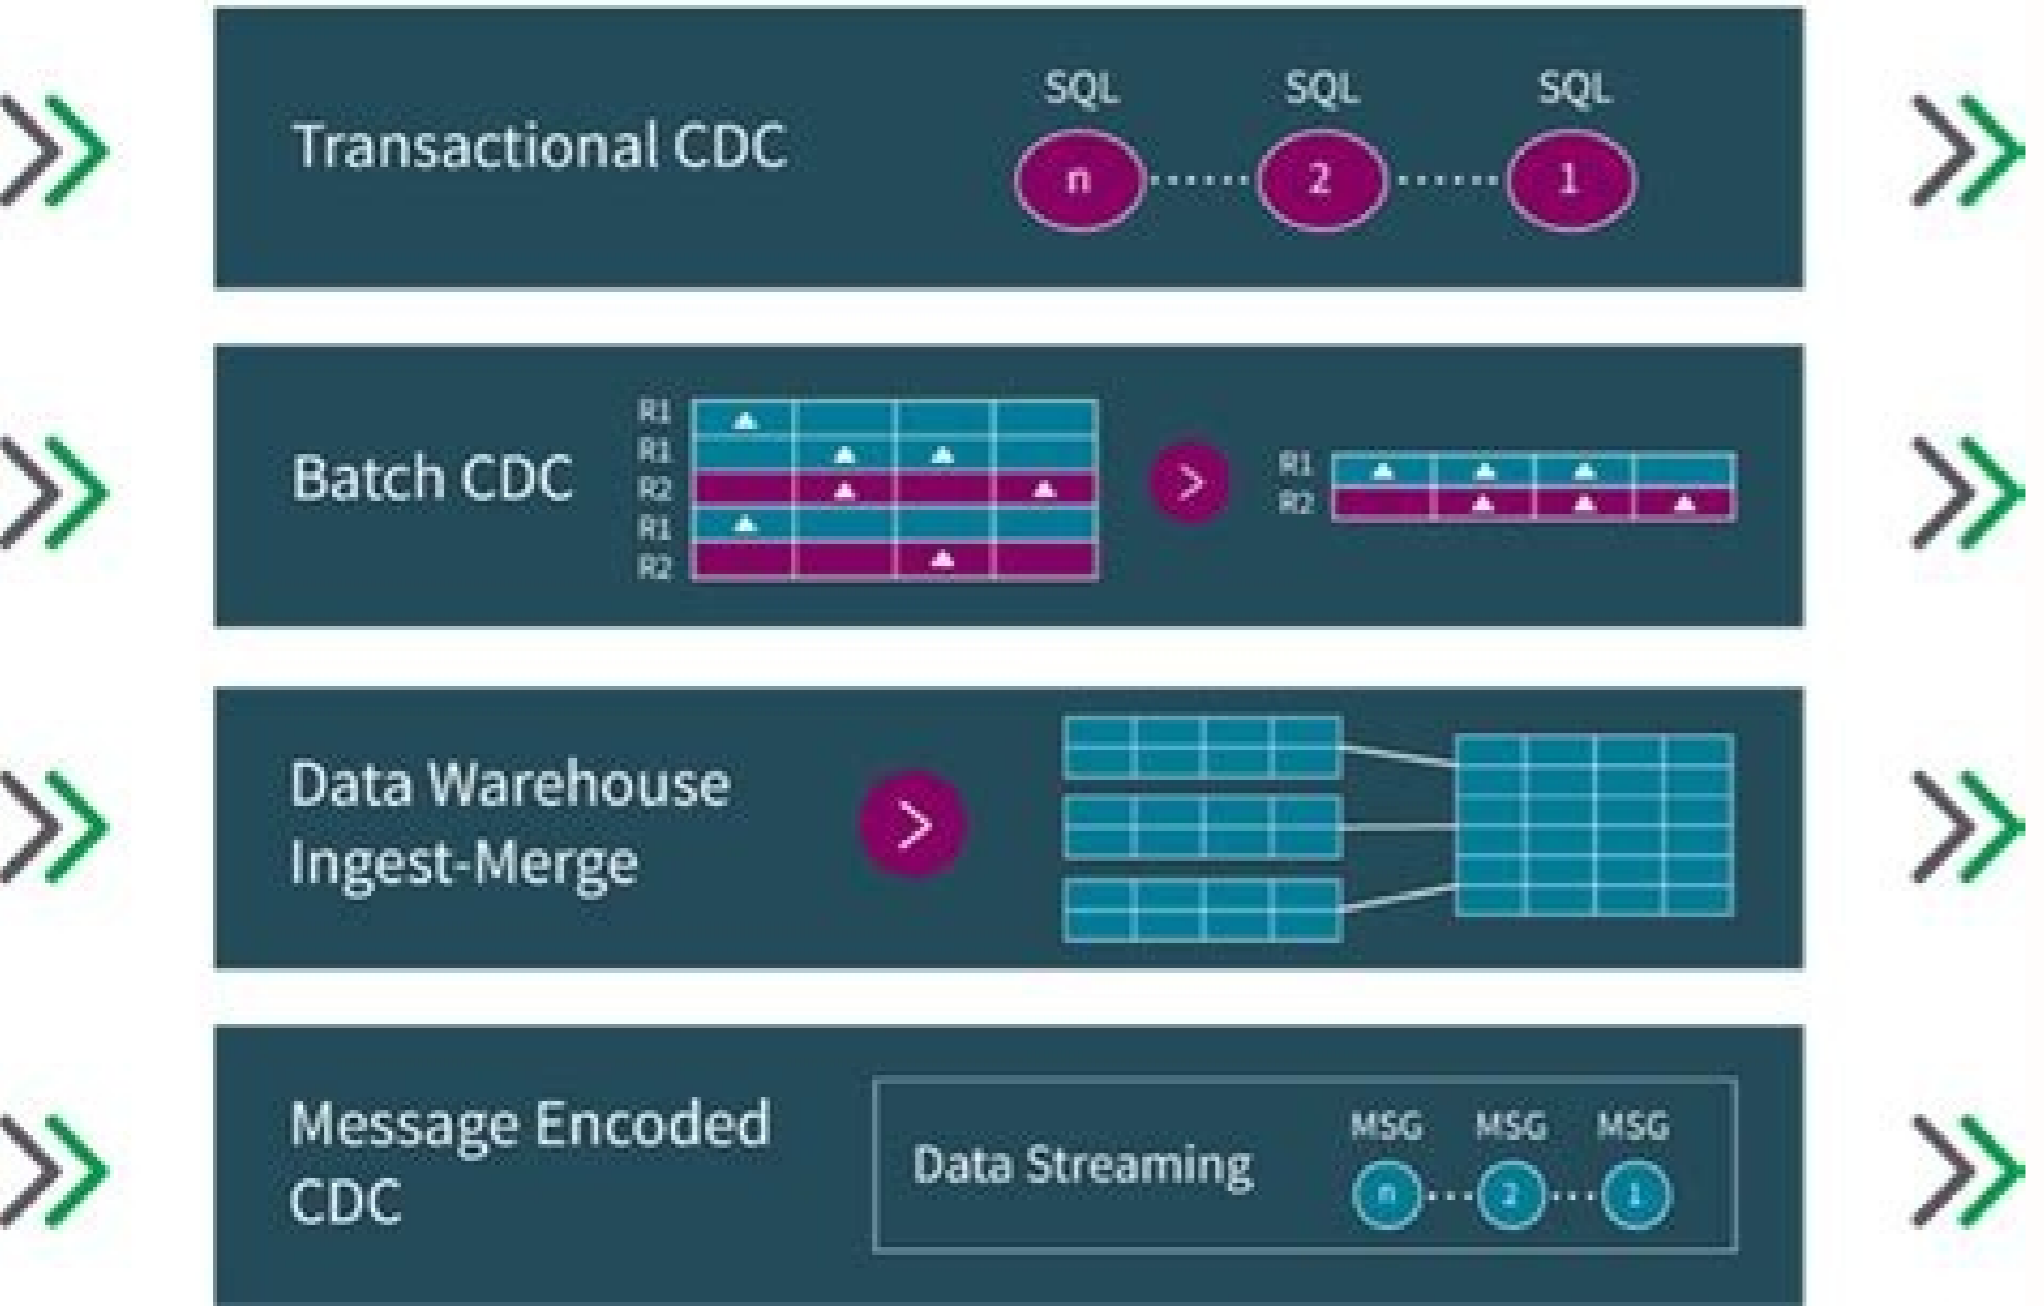 SQL SQL SQL
Transactional CDC
n 2 1
Batch CDC
R1
R1
R2
R1
R2
R1
R2
Data Warehouse
Ingest-Merge
Message Encoded
CDC
Data Streaming
MSG MSG MSG
n 2 1